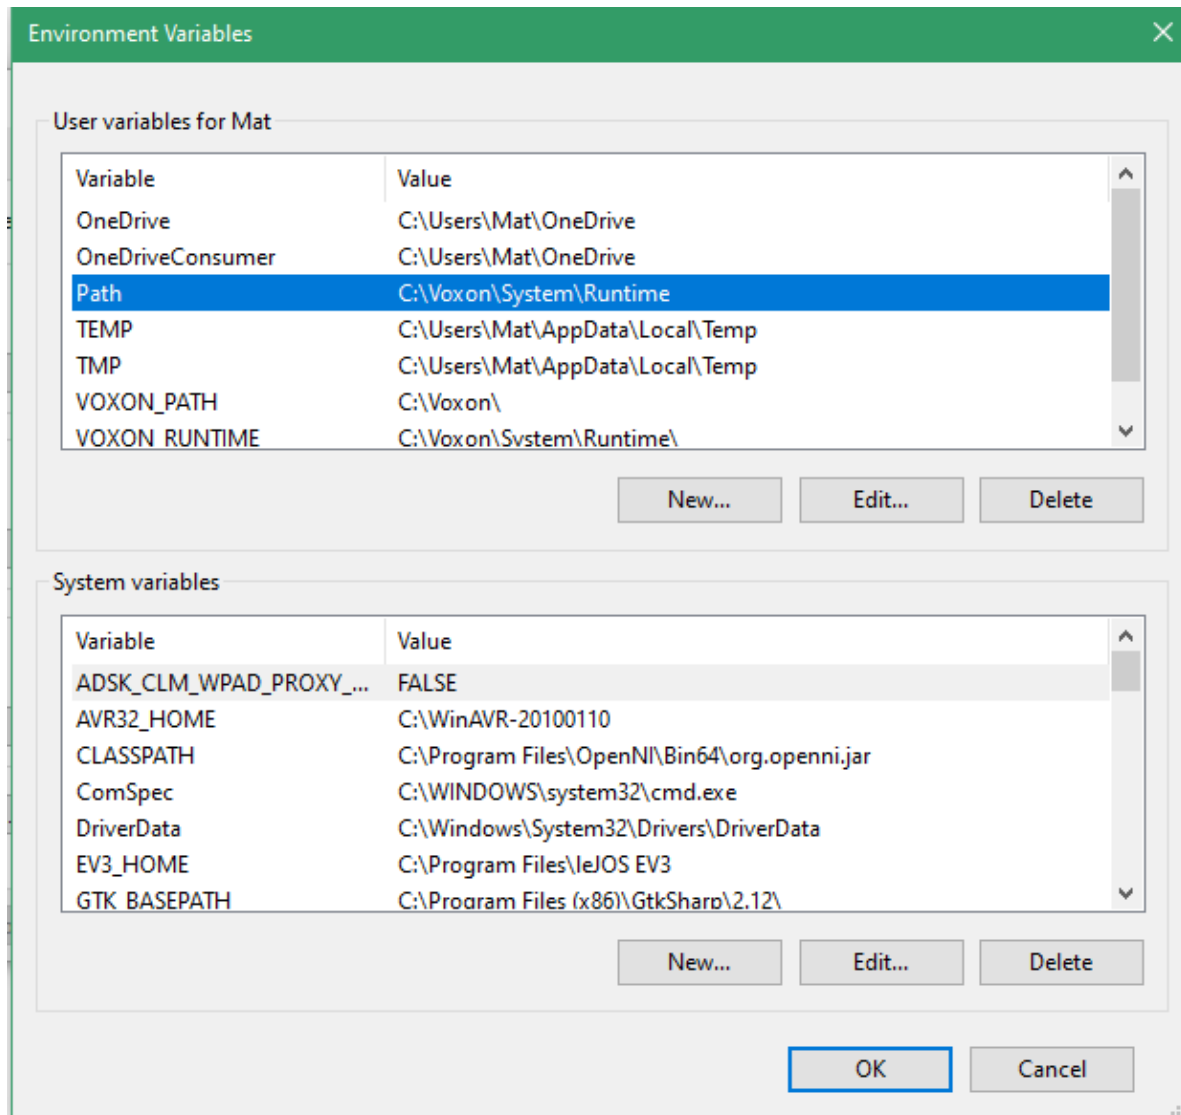 Environment Variables
User variables for Mat
Variable Value
OneDrive C:\Users\Mat\OneDrive
OneDriveConsumer C:\Users\Mat\OneDrive
Path C:\Voxon\System\Runtime
TEMP C:\Users\Mat\AppData\Local\Temp
TMP C:\Users\Mat\AppData\Local\Temp
VOXON_PATH C:\Voxon\
VOXON_RUNTIME C:\Voxon\System\Runtime\
New... Edit... Delete
System variables
Variable Value
ADSK_CLM_WPAD_PROXY_... FALSE
AVR32_HOME C:\WinAVR-20100110
CLASSPATH C:\Program Files\OpenNI\Bin64\org.openni.jar
ComSpec C:\WINDOWS\system32\cmd.exe
DriverData C:\Windows\System32\Drivers\DriverData
EV3_HOME C:\Program Files\leJOS EV3
GTK_BASEPATH C:\Program Files (x86)\GtkSharp\2.12\
New... Edit... Delete
OK Cancel